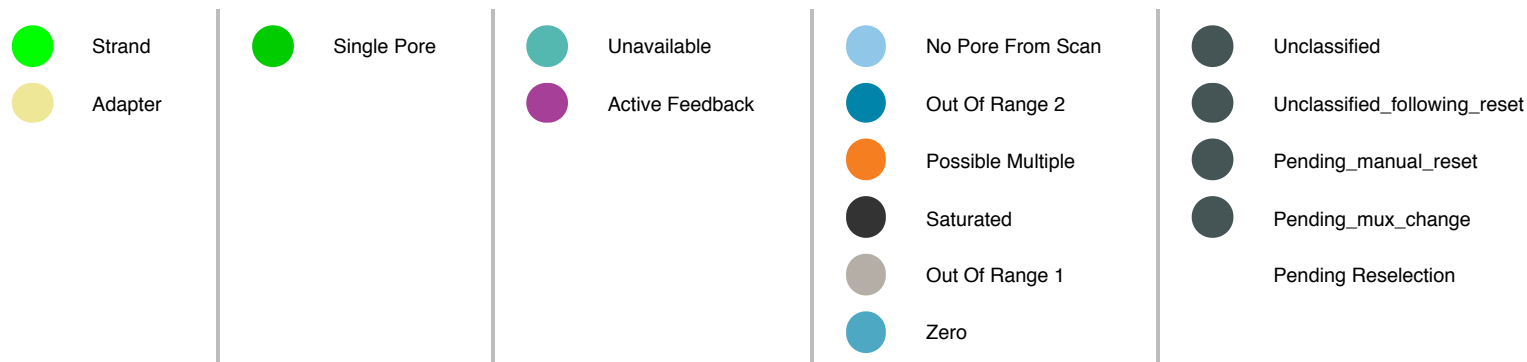 Strand
Adapter
Single Pore
Unavailable
Active Feedback
No Pore From Scan
Out Of Range 2
Possible Multiple
Saturated
Out Of Range 1
Zero
Unclassified
Unclassified_following_reset
Pending_manual_reset
Pending_mux_change
Pending Reselection